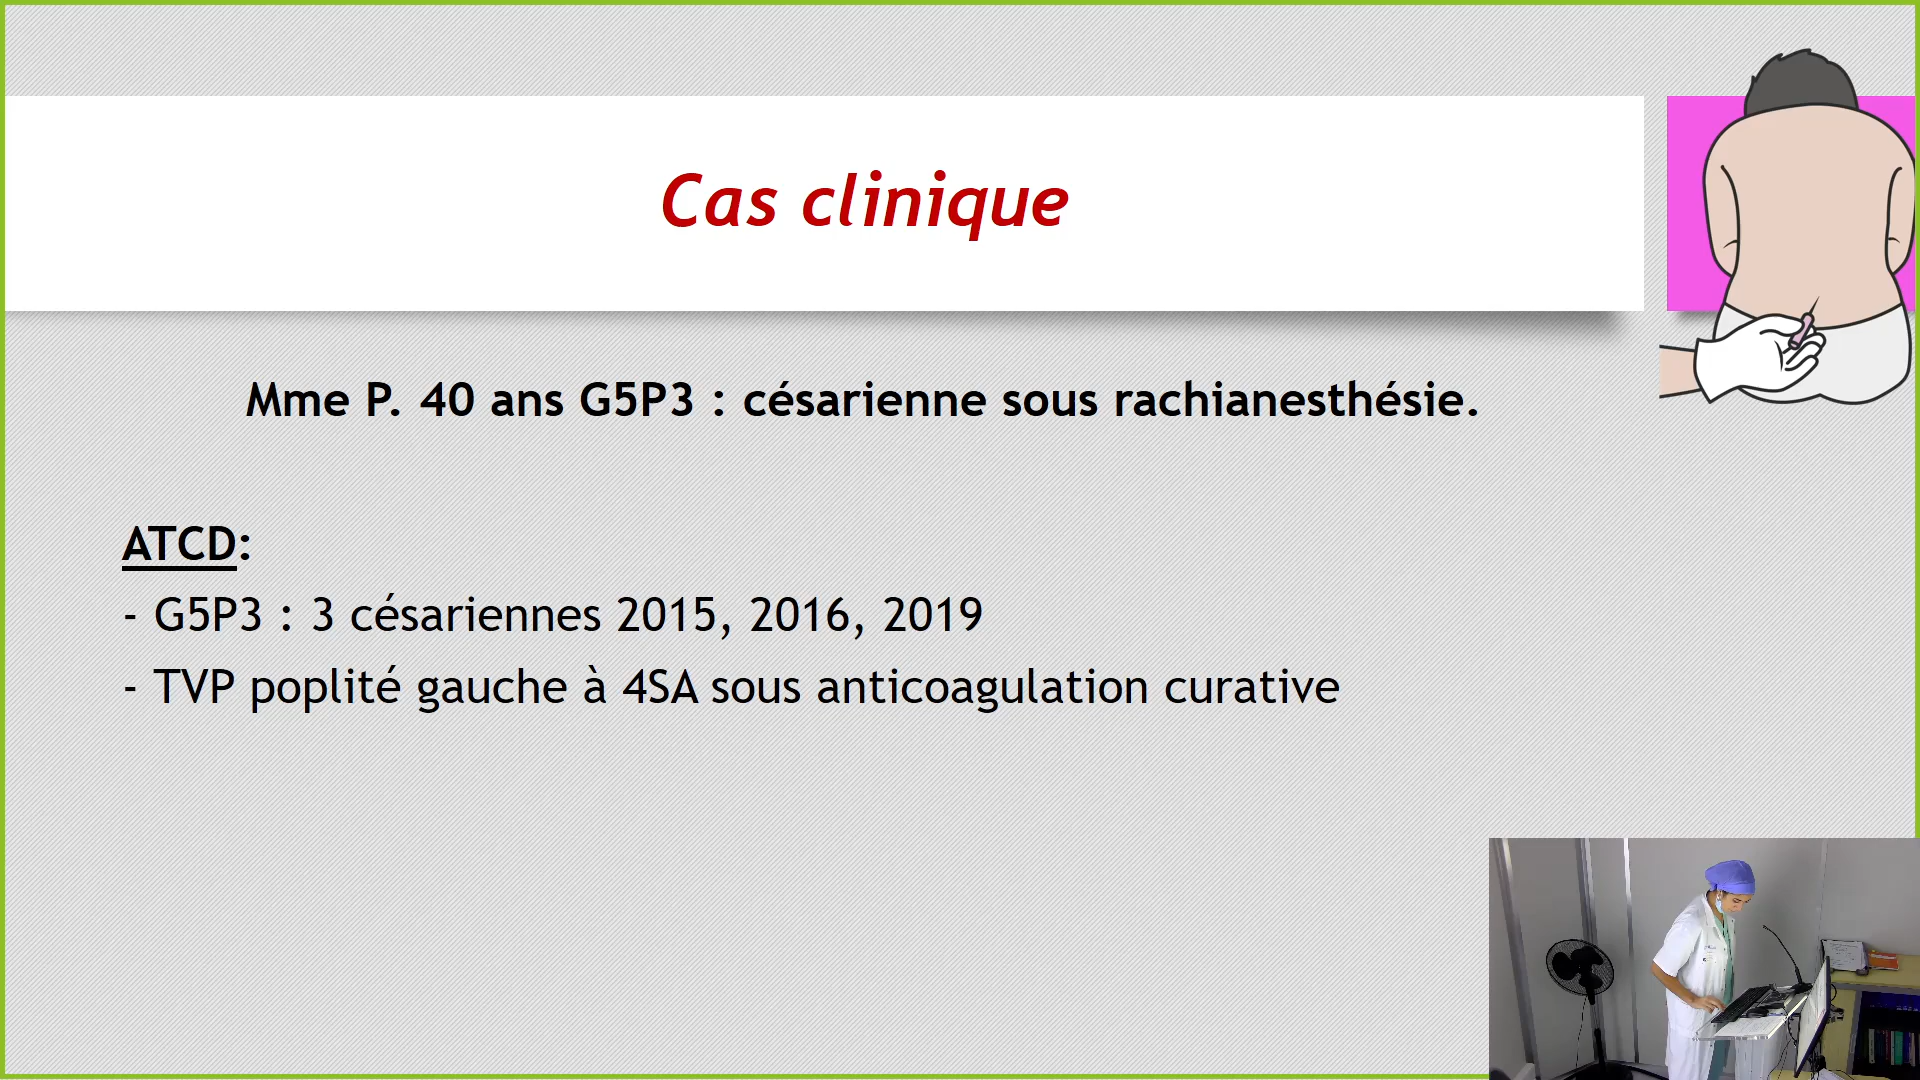 Cas clinique
Mme P. 40 ans G5P3 : césarienne sous rachianesthésie.
ATCD:
- G5P3 : 3 césariennes 2015, 2016, 2019
- TVP poplité gauche à 4SA sous anticoagulation curative